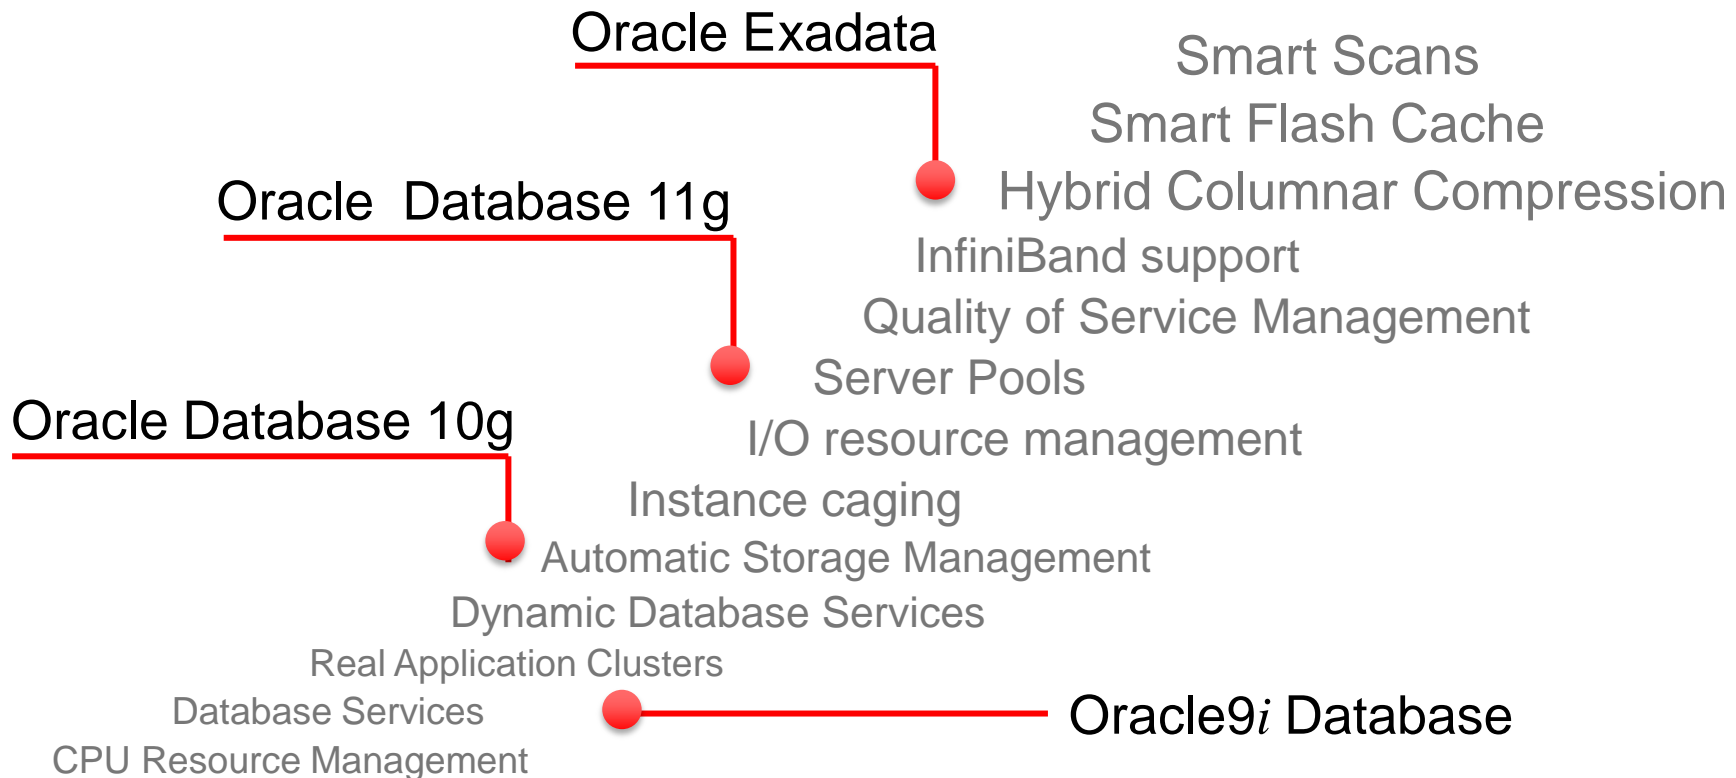 Oracle Exadata
Smart Scans
Smart Flash Cache
Hybrid Columnar Compression
Oracle Database 11g
InfiniBand support
Quality of Service Management
Server Pools
Oracle Database 10g
I/O resource management
Instance caging
Automatic Storage Management
Dynamic Database Services
Real Application Clusters
Database Services
Oracle9i Database
CPU Resource Management